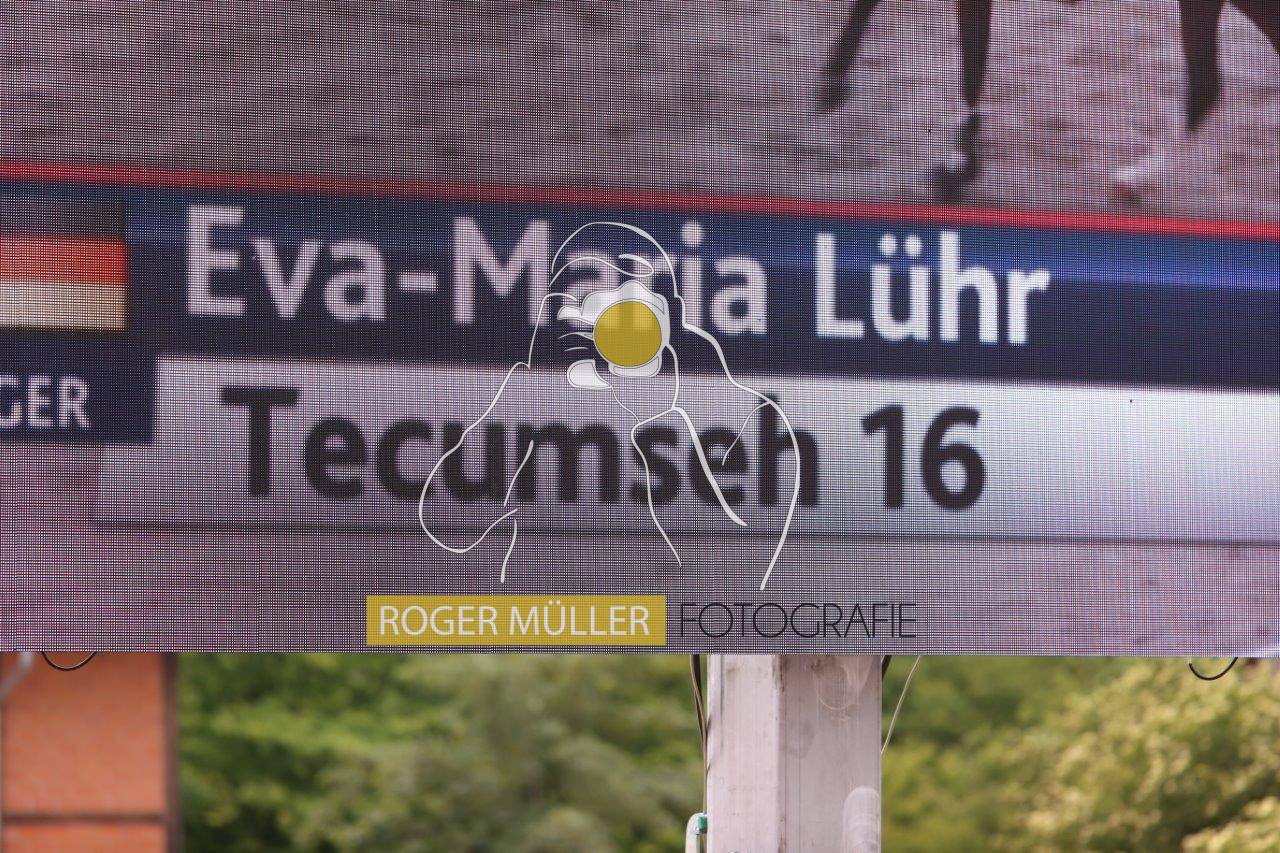 Eva-Maria Lühr
GER
Tecumseh 16
ROGER MÜLLER FOTOGRAFIE